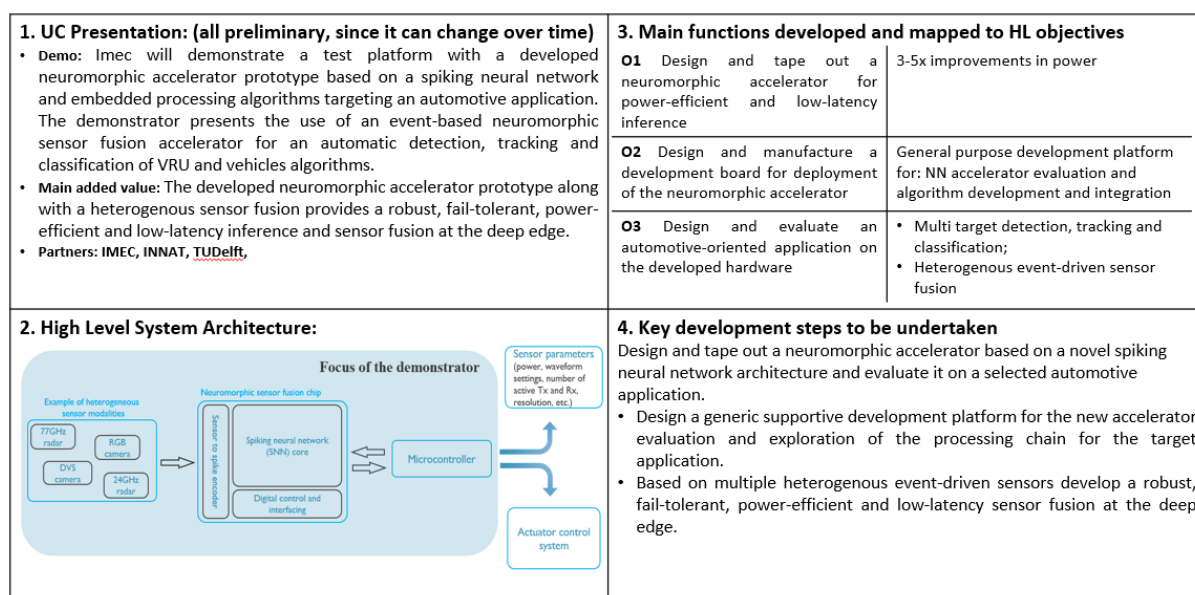 1. UC Presentation: (all preliminary, since it can change over time)
• Demo: Imec will demonstrate a test platform with a developed
neuromorphic accelerator prototype based on a spiking neural network
and embedded processing algorithms targeting an automotive application.
The demonstrator presents the use of an event-based neuromorphic
sensor fusion accelerator for an automatic detection, tracking and
classification of VRU and vehicles algorithms.
• Main added value: The developed neuromorphic accelerator prototype along
with a heterogenous sensor fusion provides a robust, fail-tolerant, power-
efficient and low-latency inference and sensor fusion at the deep edge.
• Partners: IMEC, INNAT, TUDelft,
3. Main functions developed and mapped to HL objectives
O1 Design and tape out a
neuromorphic accelerator for
power-efficient and low-latency
inference
3-5x improvements in power
O2 Design and manufacture a
development board for deployment
of the neuromorphic accelerator
General purpose development platform
for: NN accelerator evaluation and
algorithm development and integration
O3 Design and evaluate an
automotive-oriented application on
the developed hardware
• Multi target detection, tracking and
classification;
• Heterogenous event-driven sensor
fusion
2. High Level System Architecture:
Focus of the demonstrator
Example of heterogeneous
sensor modalities
77GHz
radar
RGB
camera
DVS
camera
24GHz
radar
Neuromorphic sensor fusion chip
Sensor to spike encoder
Spiking neural network
(SNN) core
Digital control and
interfacing
Microcontroller
Sensor parameters
(power, waveform
settings, number of
active Tx and Rx,
resolution, etc.)
Actuator control
system
4. Key development steps to be undertaken
Design and tape out a neuromorphic accelerator based on a novel spiking
neural network architecture and evaluate it on a selected automotive
application.
• Design a generic supportive development platform for the new accelerator
evaluation and exploration of the processing chain for the target
application.
• Based on multiple heterogenous event-driven sensors develop a robust,
fail-tolerant, power-efficient and low-latency sensor fusion at the deep
edge.